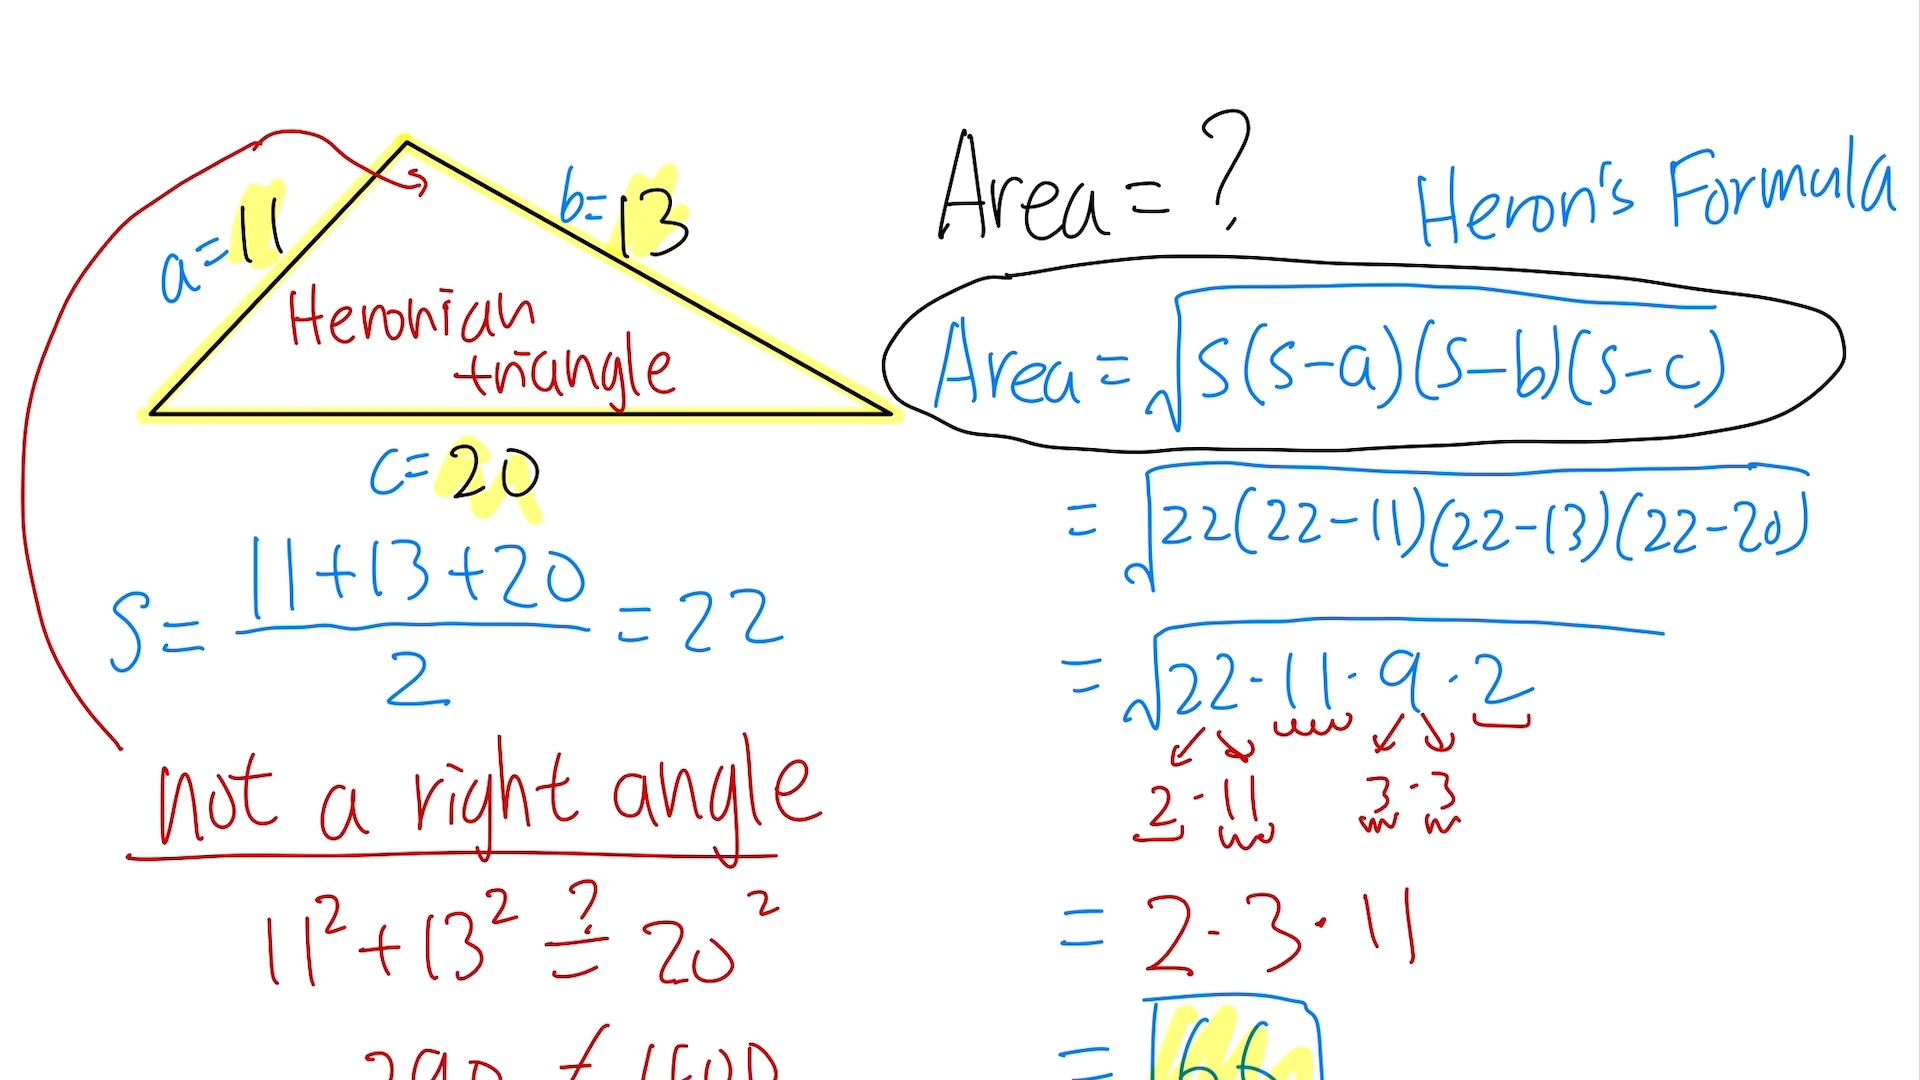 a=11
b=13
Heronian
triangle
c=20
S= 11+13+20 / 2 = 22
not a right angle
11²+13² ≟ 20²
290 ≠
Area=?
Heron's Formula
Area=√S(S-a)(S-b)(S-c)
=√22(22-11)(22-13)(22-20)
=√22·11·9·2
2·11 3·3
=2·3·11
=66